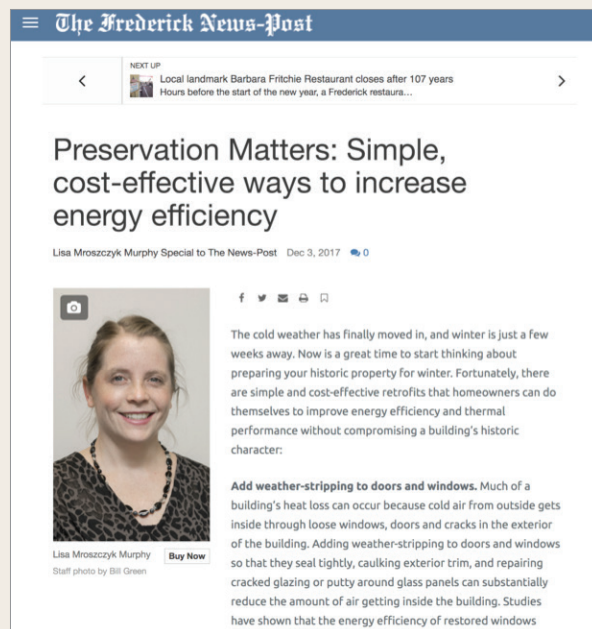 The Frederick News-Post
NEXT UP
Local landmark Barbara Fritchie Restaurant closes after 107 years
Hours before the start of the new year, a Frederick restaura...
Preservation Matters: Simple,
cost-effective ways to increase
energy efficiency
Lisa Mroszczyk Murphy Special to The News-Post Dec 3, 2017 0
The cold weather has finally moved in, and winter is just a few
weeks away. Now is a great time to start thinking about
preparing your historic property for winter. Fortunately, there
are simple and cost-effective retrofits that homeowners can do
themselves to improve energy efficiency and thermal
performance without compromising a building's historic
character:
Add weather-stripping to doors and windows. Much of a
building's heat loss can occur because cold air from outside gets
inside through loose windows, doors and cracks in the exterior
of the building. Adding weather-stripping to doors and windows
so that they seal tightly, caulking exterior trim, and repairing
cracked glazing or putty around glass panels can substantially
reduce the amount of air getting inside the building. Studies
have shown that the energy efficiency of restored windows
Lisa Mroszczyk Murphy Buy Now
Staff photo by Bill Green